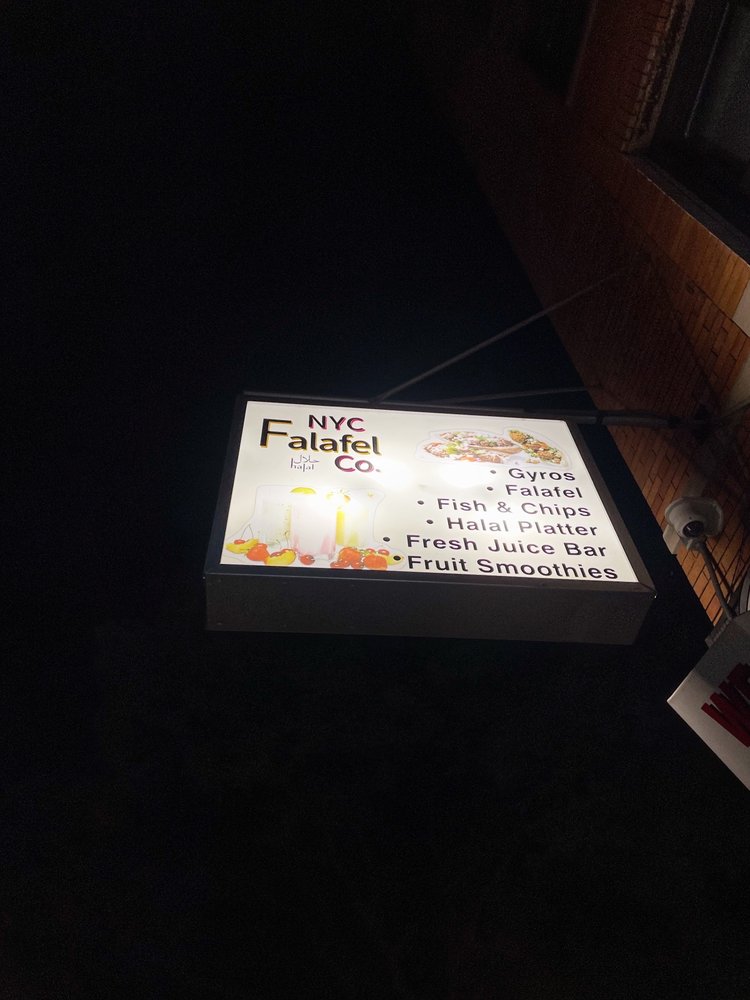 NYC
Falafel
حلال
halal
Co.
• Gyros
• Falafel
• Fish & Chips
• Halal Platter
• Fresh Juice Bar
• Fruit Smoothies